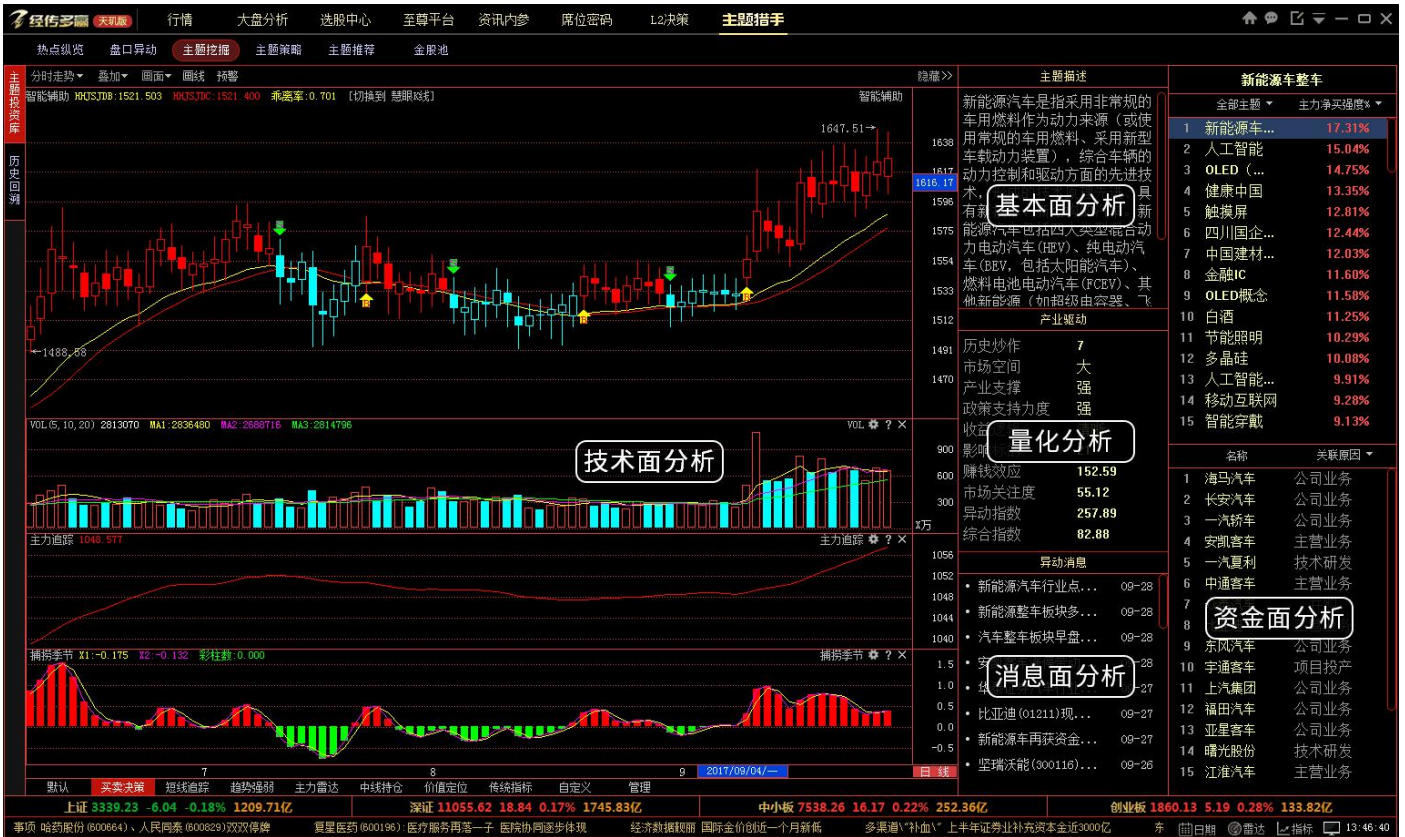 经传多赢 天玑版 行情 大盘分析 选股中心 至尊平台 资讯内参 席位密码 L2决策 主题猎手
热点纵览 盘口异动 主题挖掘 主题策略 主题推荐 金股池
主题投资库
历史回溯
分时走势 叠加 画面 画线 预警 隐藏>>
智能辅助 HHJSJDB:1521.503 HHJSJDC:1521.400 乖离率:0.701 [切换到 慧眼K线] 智能辅助
1647.51→
←1488.58
1638
1617
1616.17
1596
1575
1554
1533
1512
1491
1470
VOL(5,10,20) 2813070 MA1:2836480 MA2:2688716 MA3:2814796 VOL ? ×
技术面分析
900
600
300
X万
主力追踪 1048.577 主力追踪 ? ×
1056
1052
1048
1044
1040
捕捞季节 X1:-0.175 X2:-0.132 彩柱数:0.000 捕捞季节 ? ×
1.5
1.0
0.5
0.0
-0.5
7 8 9 2017/09/04/一 日线
默认 买卖决策 短线追踪 趋势强弱 主力雷达 中线持仓 价值定位 传统指标 自定义 管理
主题描述
新能源汽车是指采用非常规的
车用燃料作为动力来源（或使
用常规的车用燃料、采用新型
车载动力装置），综合车辆的
动力控制和驱动方面的先进技
术，
具
有新
新
基本面分析
能源汽车包括四大类型混合动
力电动汽车(HEV)、纯电动汽
车(BEV，包括太阳能汽车)、
燃料电池电动汽车(FCEV)、其
他新能源（如超级电容器、飞
产业驱动
历史炒作 7
市场空间 大
产业支撑 强
政策支持力度 强
量化分析
赚钱效应 152.59
市场关注度 55.12
异动指数 257.89
综合指数 82.88
异动消息
新能源汽车行业点... 09-28
新能源整车板块多... 09-28
汽车整车板块早盘... 09-28
消息面分析
比亚迪(01211)现... 09-27
新能源车再获资金... 09-27
坚瑞沃能(300116)... 09-26
新能源车整车
全部主题 主力净买强度%
1 新能源车... 17.31%
2 人工智能 15.04%
3 OLED（... 14.75%
4 健康中国 13.35%
5 触摸屏 12.81%
6 四川国企... 12.44%
7 中国建材... 12.03%
8 金融IC 11.60%
9 OLED概念 11.58%
10 白酒 11.25%
11 节能照明 10.29%
12 多晶硅 10.08%
13 人工智能... 9.91%
14 移动互联网 9.28%
15 智能穿戴 9.13%
名称 关联原因
1 海马汽车 公司业务
2 长安汽车 公司业务
3 一汽轿车 公司业务
4 安凯客车 主营业务
5 一汽夏利 技术研发
6 中通客车 主营业务
7
8
资金面分析
9 东风汽车 公司业务
10 宇通客车 项目投产
11 上汽集团 公司业务
12 福田汽车 公司业务
13 亚星客车 公司业务
14 曙光股份 技术研发
15 江淮汽车 主营业务
上证 3339.23 -6.04 -0.18% 1209.71亿 深证 11055.62 18.84 0.17% 1745.83亿 中小板 7538.26 16.17 0.22% 252.36亿 创业板 1860.13 5.19 0.28% 133.82亿
事项 哈药股份(600664)、人民同泰(600829)双双停牌 复星医药(600196):医疗服务再落一子 医院协同逐步体现 经济数据靓丽 国际金价创近一个月新低 多渠道\"补血\" 上半年证券业补充资本金近3000亿 东 日期 雷达 指标 13:46:40